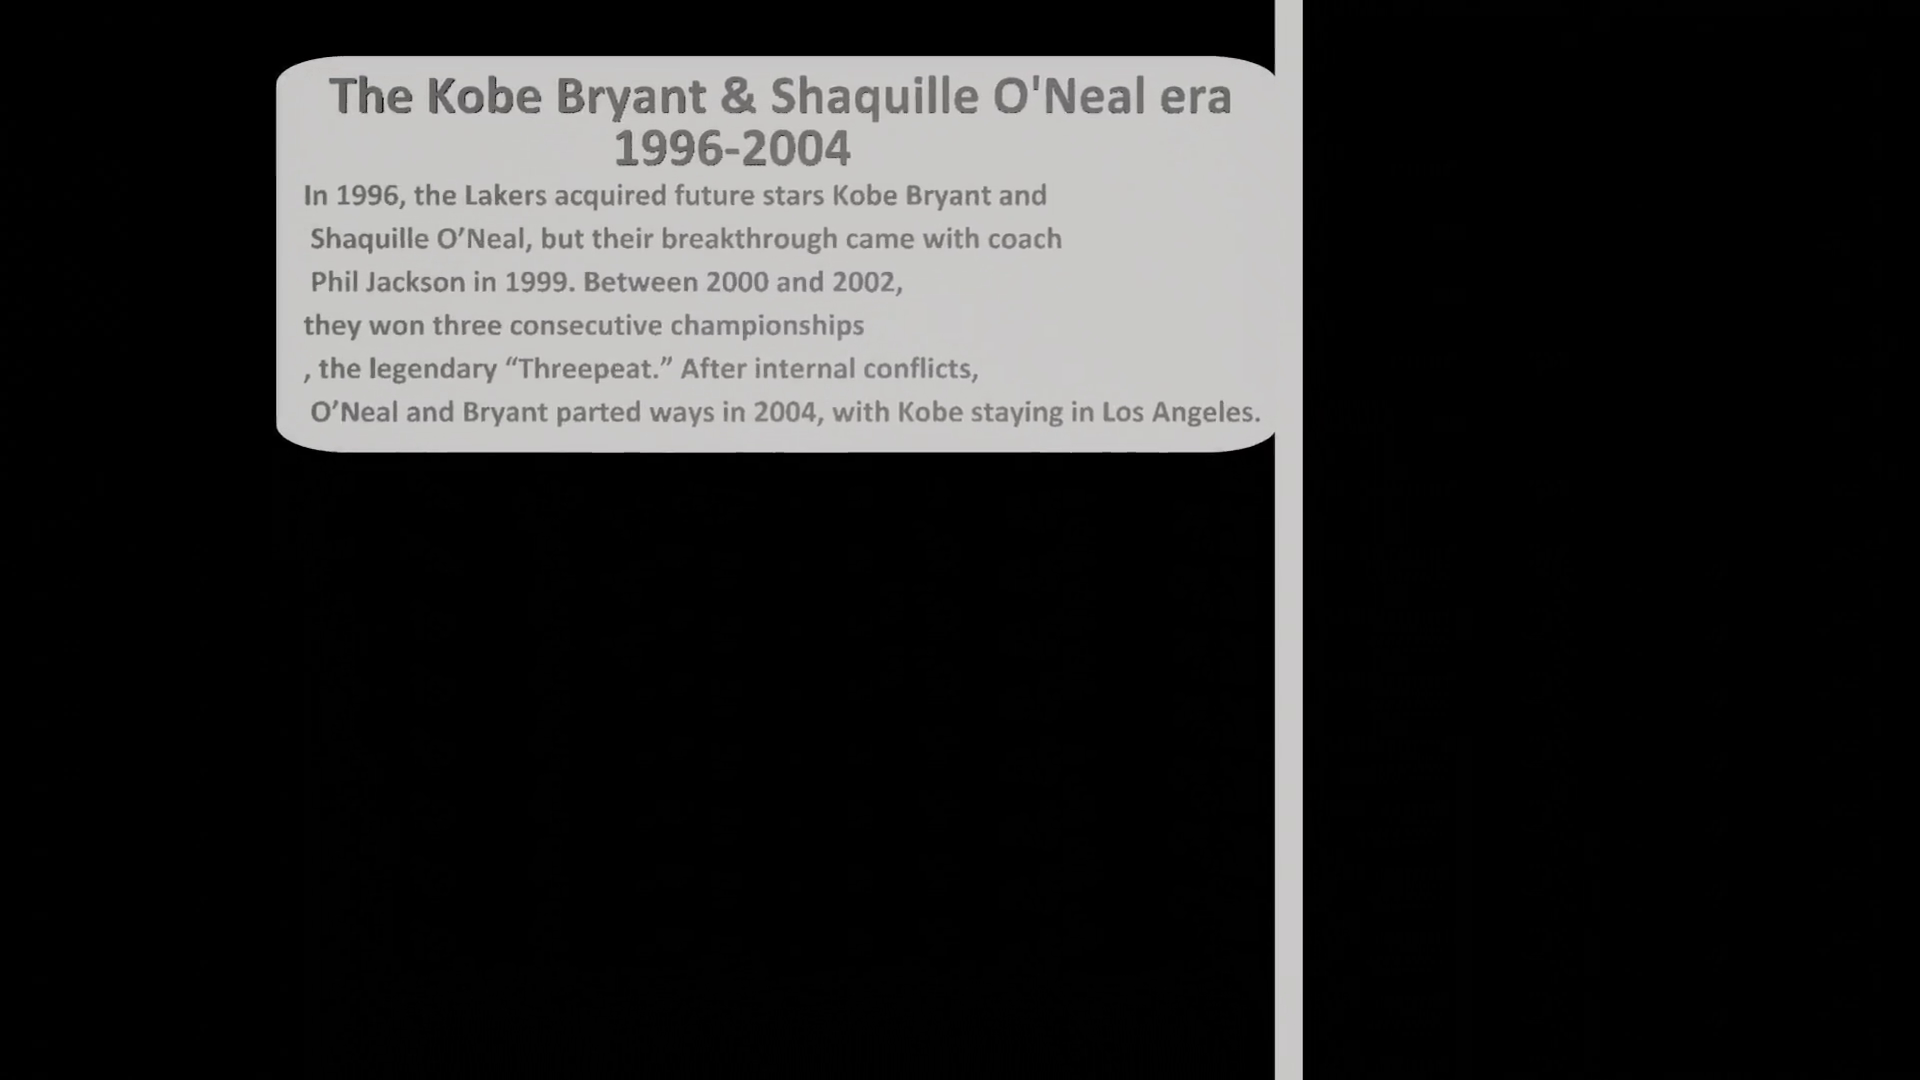 The Kobe Bryant & Shaquille O'Neal era
1996-2004
In 1996, the Lakers acquired future stars Kobe Bryant and
Shaquille O’Neal, but their breakthrough came with coach
Phil Jackson in 1999. Between 2000 and 2002,
they won three consecutive championships
, the legendary “Threepeat.” After internal conflicts,
O’Neal and Bryant parted ways in 2004, with Kobe staying in Los Angeles.